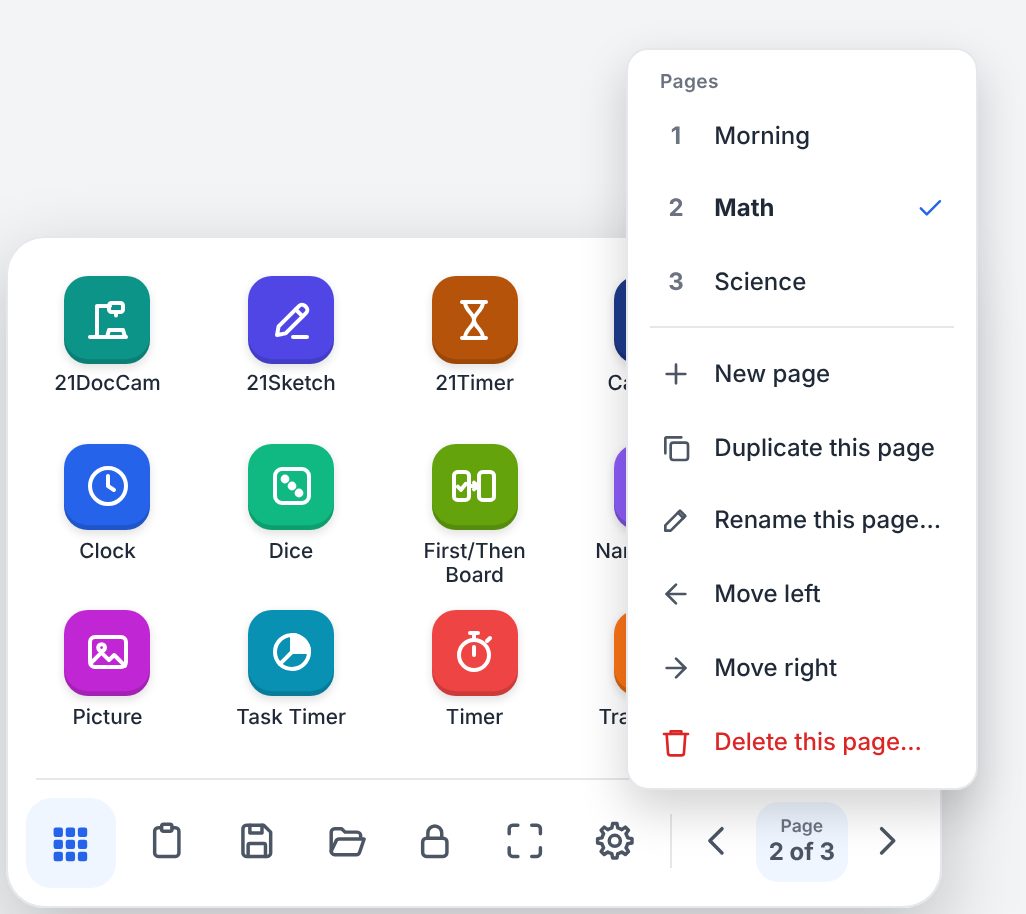 Pages
1 Morning
2 Math
3 Science
New page
Duplicate this page
Rename this page...
Move left
Move right
Delete this page...
21DocCam
21Sketch
21Timer
Clock
Dice
First/Then
Board
Picture
Task Timer
Timer
Page
2 of 3